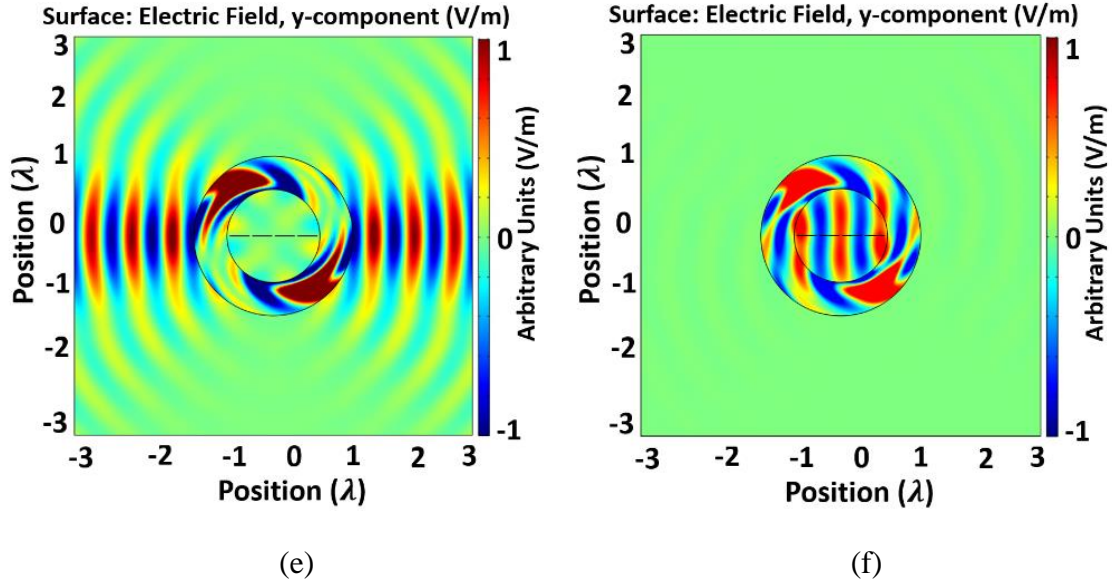 Surface: Electric Field, y-component (V/m)
3
2
1
0
-1
-2
-3
Position (λ)
-3 -2 -1 0 1 2 3
Position (λ)
1
0
-1
Arbitrary Units (V/m)
(e)
Surface: Electric Field, y-component (V/m)
3
2
1
0
-1
-2
-3
Position (λ)
-3 -2 -1 0 1 2 3
Position (λ)
1
0
-1
Arbitrary Units (V/m)
(f)